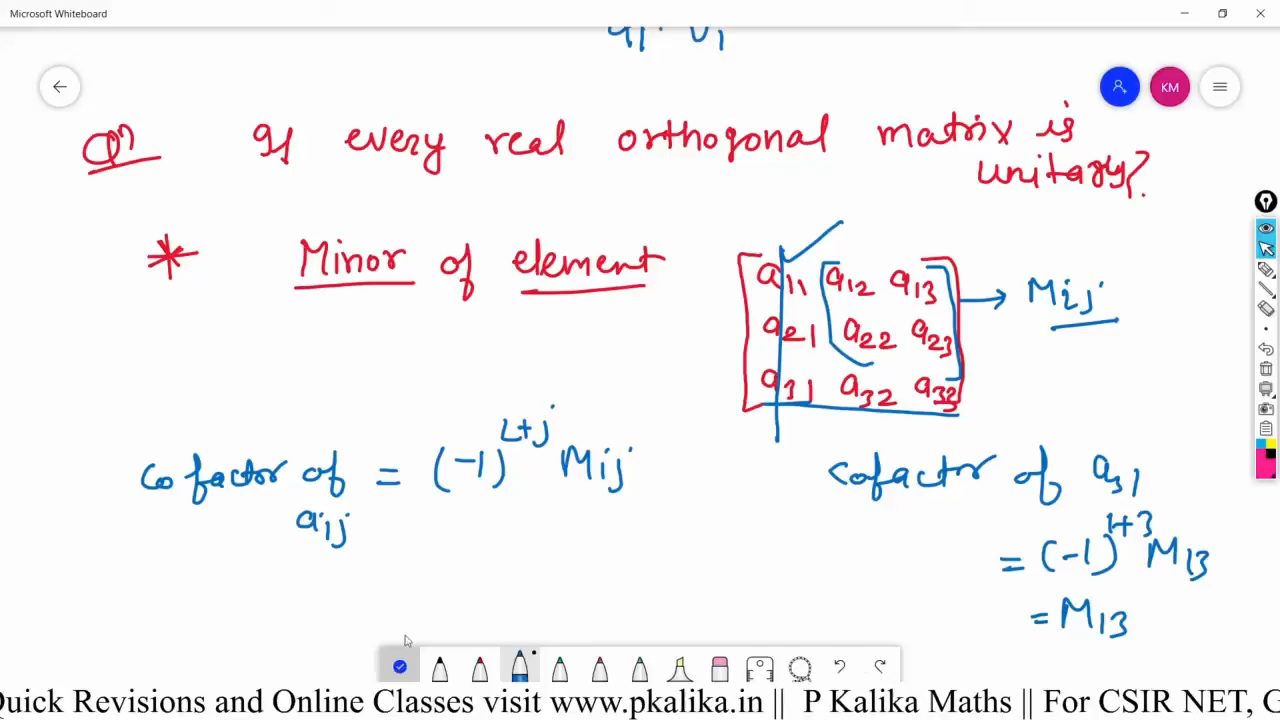 Microsoft Whiteboard
KM
Qn If every real orthogonal matrix is
unitary?
* Minor of element
a11 a12 a13
a21 a22 a23
a31 a32 a33
→ Mij
cofactor of aij = (-1)^i+j Mij
cofactor of a31
= (-1)^1+3 M13
= M13
Quick Revisions and Online Classes visit www.pkalika.in || P Kalika Maths || For CSIR NET, G